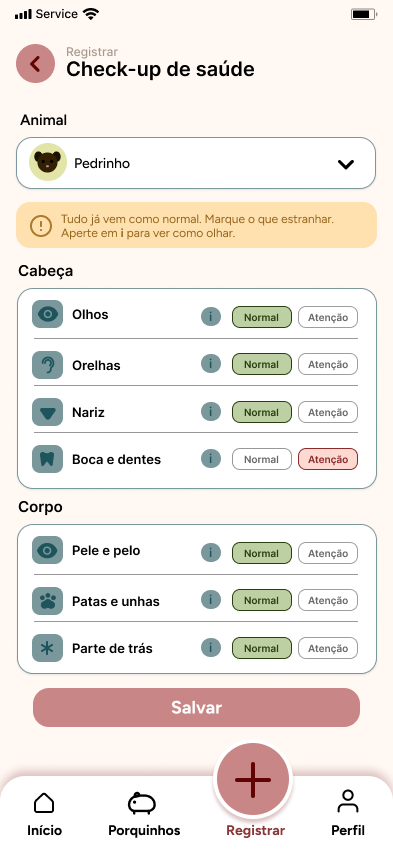 Service
Registrar
Check-up de saúde
Animal
Pedrinho
Tudo já vem como normal. Marque o que estranhar.
Aperte em i para ver como olhar.
Cabeça
Olhos i Normal Atenção
Orelhas i Normal Atenção
Nariz i Normal Atenção
Boca e dentes i Normal Atenção
Corpo
Pele e pelo i Normal Atenção
Patas e unhas i Normal Atenção
Parte de trás i Normal Atenção
Salvar
Início Porquinhos Registrar Perfil